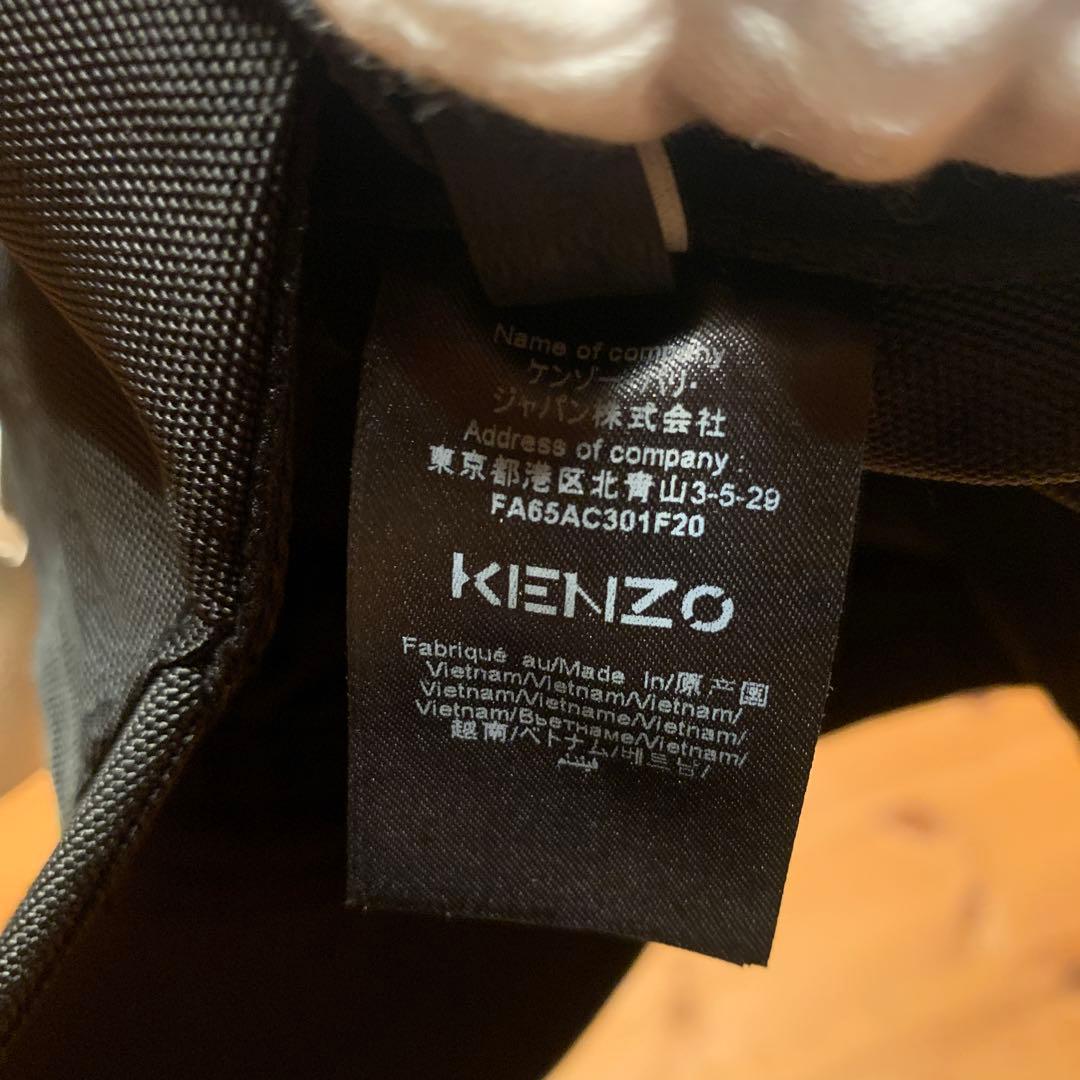 Name of company :
ケンゾー・パリ・
ジャパン株式会社
Address of company :
東京都港区北青山3-5-29
FA65AC301F20
KENZO
Fabriqué au/Made in/原产国
Vietnam/Vietnam/Vietnam/
Vietnam/Vietname/Vietnam/
Vietnam/Вьетнаме/Vietnam/
越南/ベトナム/베트남/
فيتنام